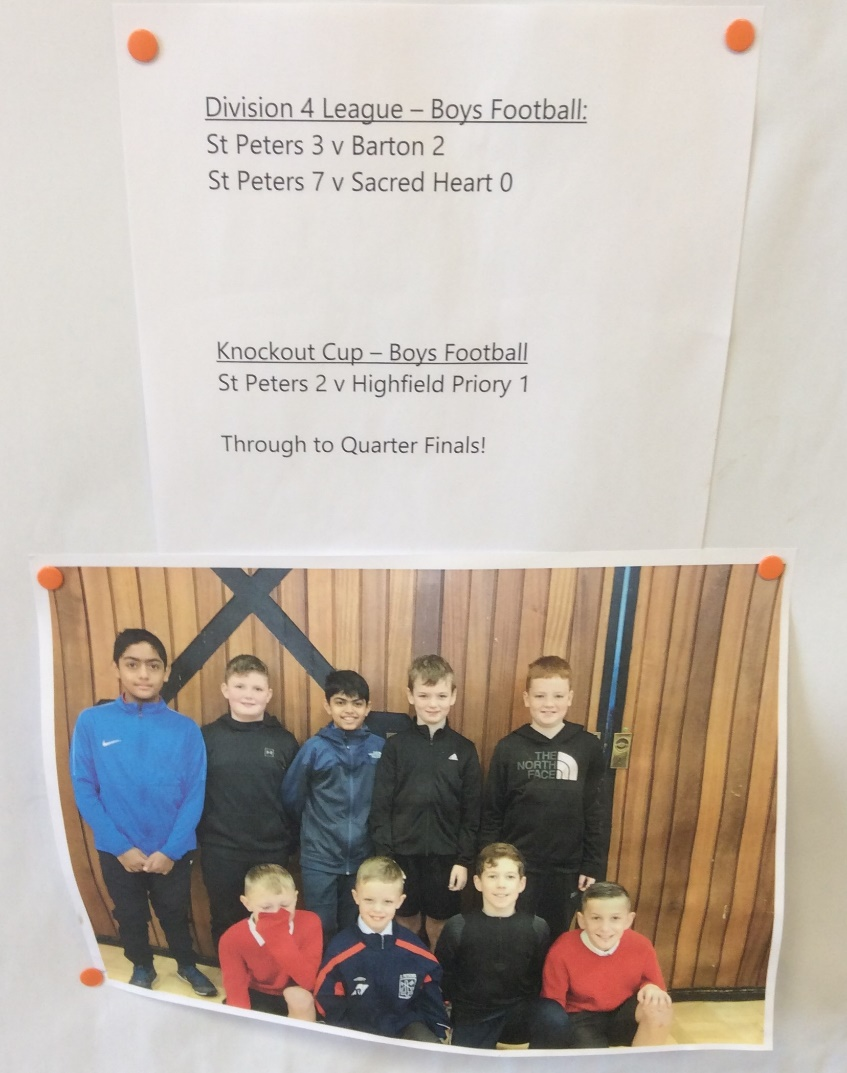 Division 4 League – Boys Football:
St Peters 3 v Barton 2
St Peters 7 v Sacred Heart 0
Knockout Cup – Boys Football
St Peters 2 v Highfield Priory 1
Through to Quarter Finals!
THE
NORTH
FACE